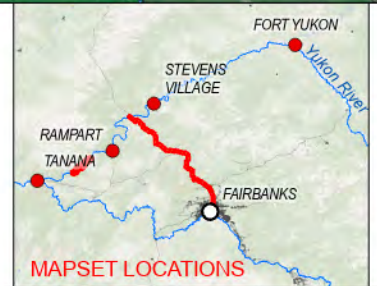 FORT YUKON
Yukon River
STEVENS
VILLAGE
RAMPART
TANANA
FAIRBANKS
MAPSET LOCATIONS